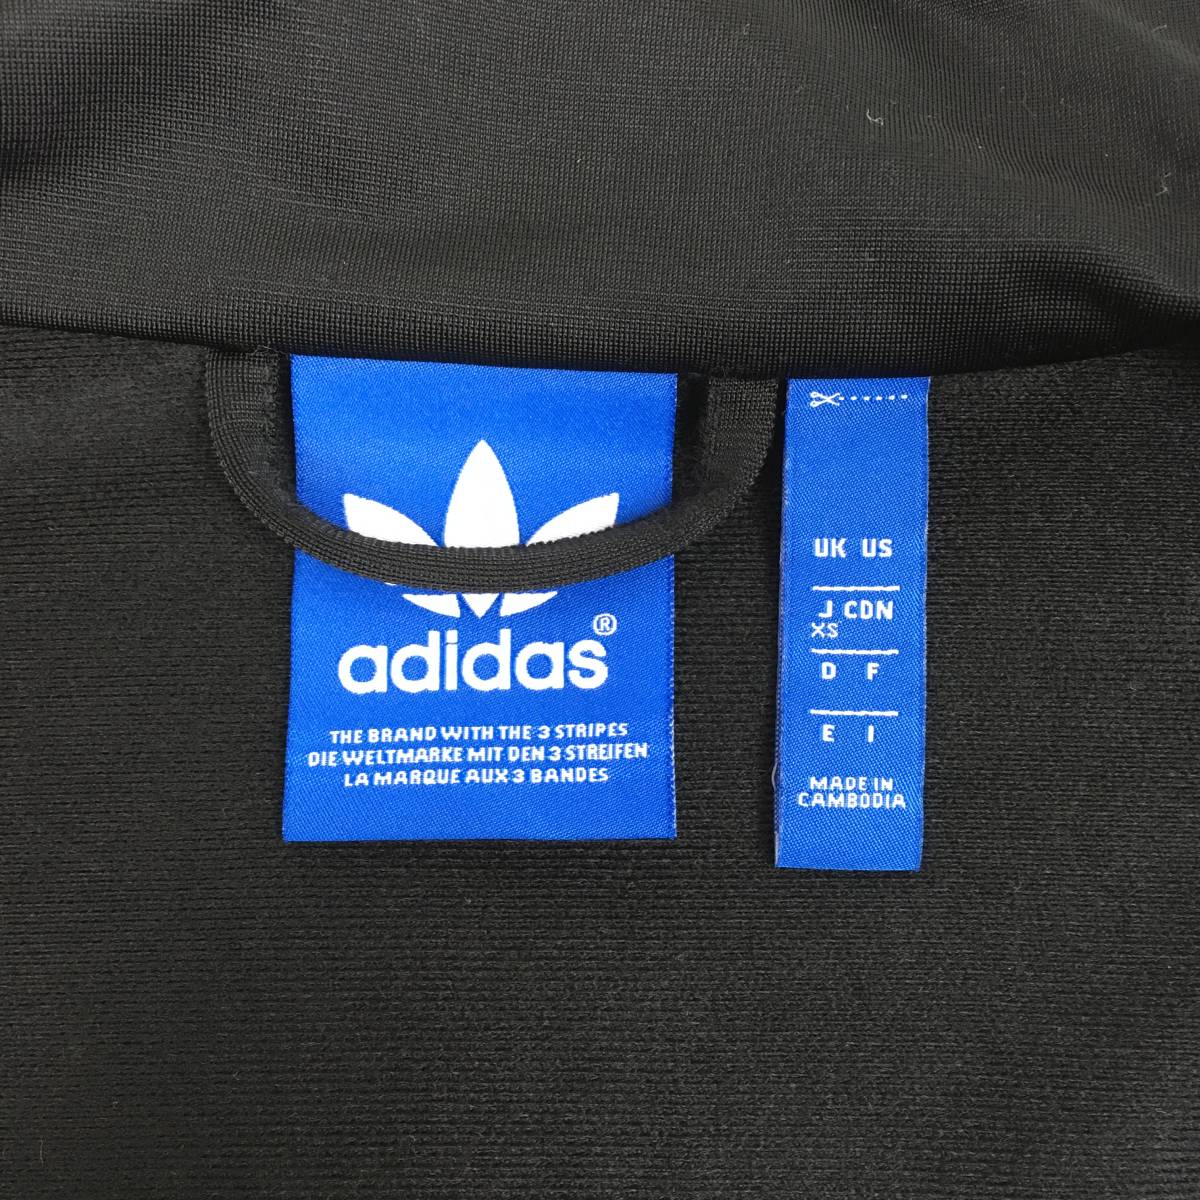 adidas®
THE BRAND WITH THE 3 STRIPES
DIE WELTMARKE MIT DEN 3 STREIFEN
LA MARQUE AUX 3 BANDES
UK US
J CDN
XS
D F
E I
MADE IN
CAMBODIA